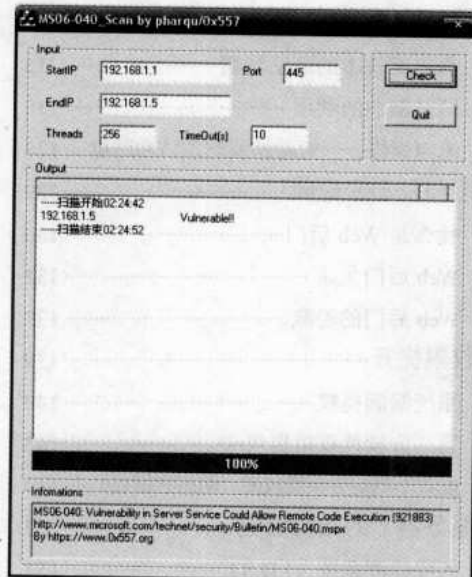 MS06-040_Scan by pharqu/0x557
Input
StartIP 192.168.1.1 Port 445 Check
EndIP 192.168.1.5 Quit
Threads 256 TimeOut(s) 10
Output
-----扫描开始02:24:42
192.168.1.5 Vulnerable!!
-----扫描结束02:24:52
100%
Infomations
MS06-040: Vulnerability in Server Service Could Allow Remote Code Execution (921883)
http://www.microsoft.com/technet/security/Bulletin/MS06-040.mspx
By https://www.0x557.org